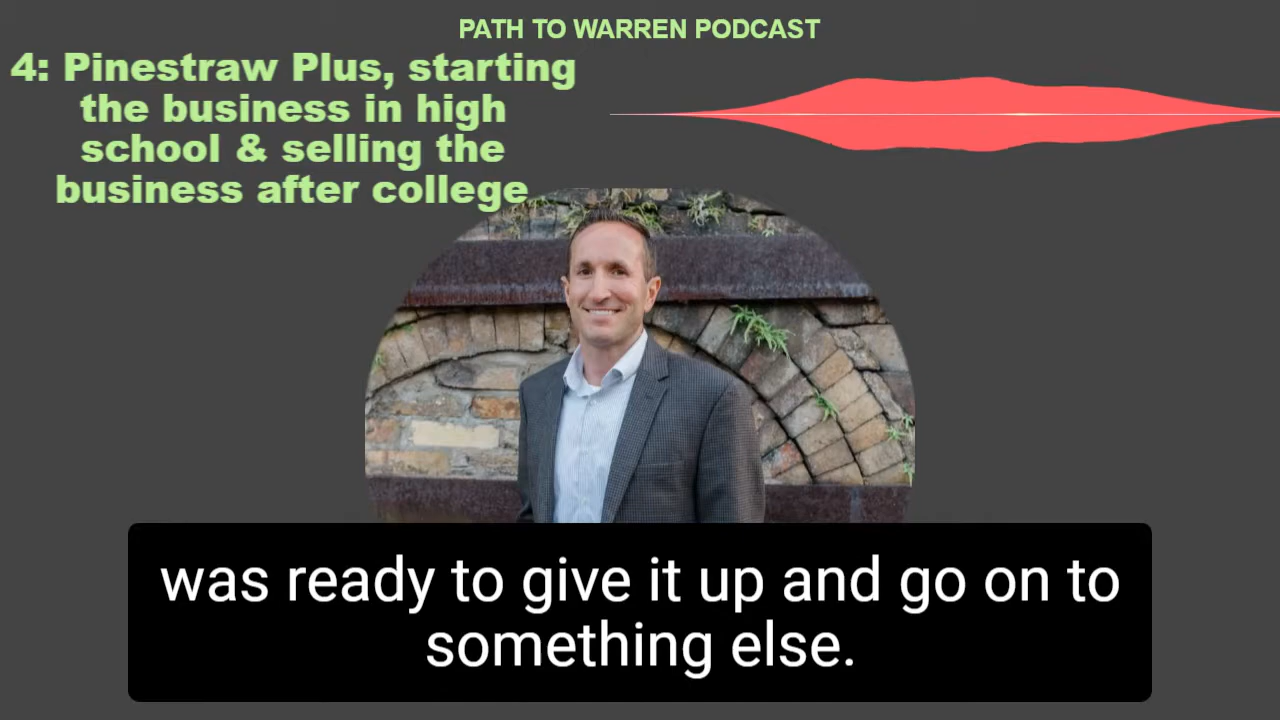 PATH TO WARREN PODCAST
4: Pinestraw Plus, starting
the business in high
school & selling the
business after college
was ready to give it up and go on to
something else.